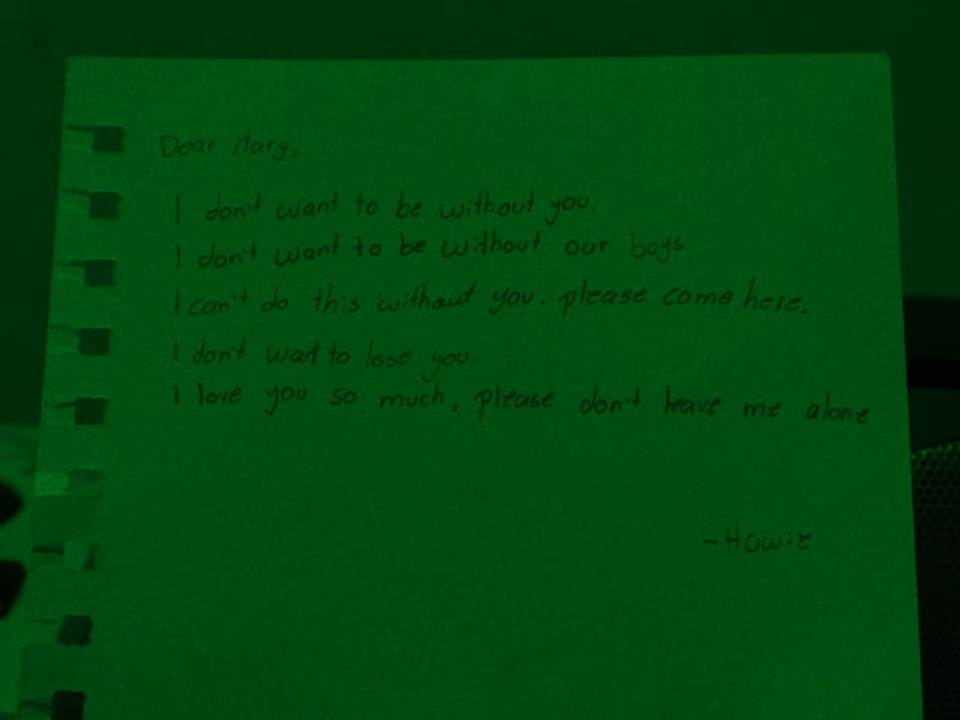 Dear Mary,
I don't want to be without you.
I don't want to be without our boys
I can't do this without you. please come here.
I don't want to lose you..
I love you so much, please don't leave me alone
-Howie